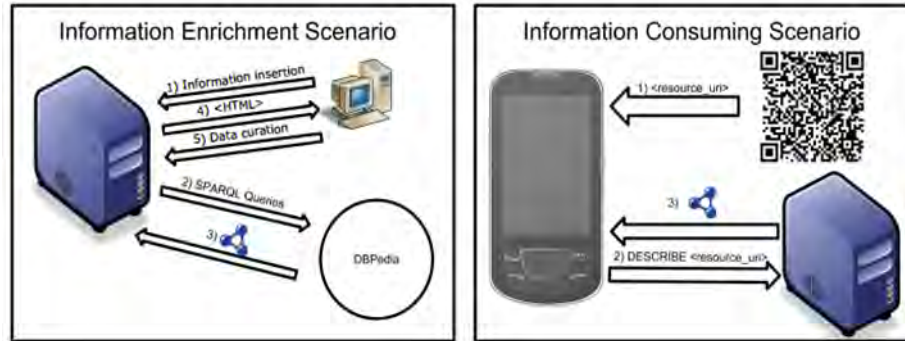 Information Enrichment Scenario
1) Information insertion
4) <HTML>
5) Data curation
2) SPARQL Queries
3)
DBPedia
Information Consuming Scenario
1) <resource_uri>
3)
2) DESCRIBE <resource_uri>